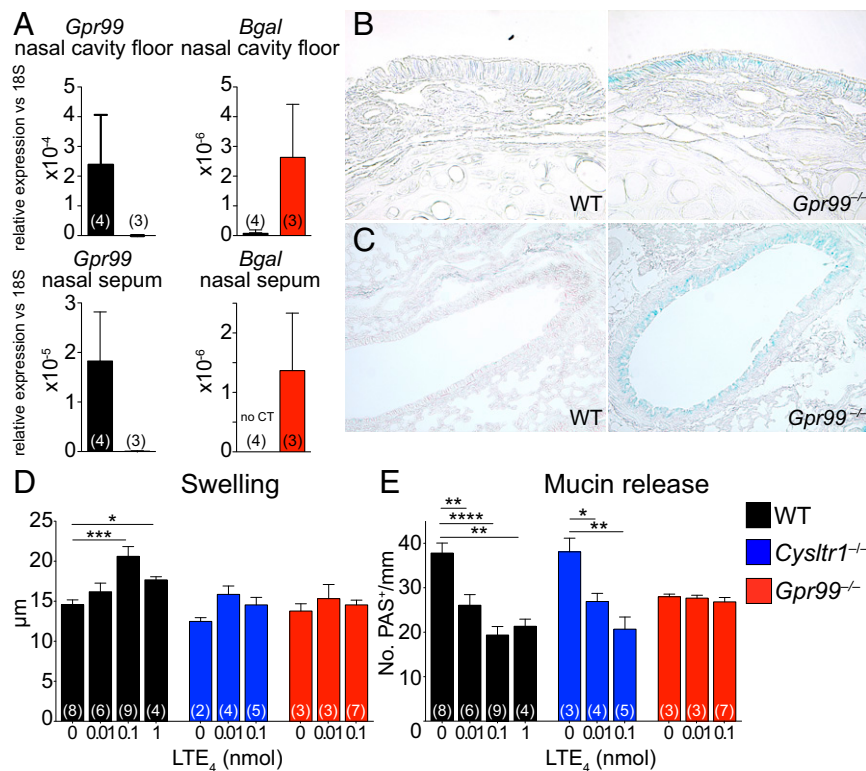 A
Gpr99
nasal cavity floor
Bgal
nasal cavity floor
relative expression vs 18S
x10-4
5
4
3
2
1
0
(4)
(3)
x10-6
5
4
3
2
1
0
(4)
(3)
Gpr99
nasal septum
Bgal
nasal septum
relative expression vs 18S
x10-5
3
2
1
0
(4)
(3)
x10-6
2
1
0
no CT
(4)
(3)
B
WT
Gpr99–/–
C
WT
Gpr99–/–
D
Swelling
µm
25
20
15
10
5
0
*
***
(8)
(6)
(9)
(4)
(2)
(4)
(5)
(3)
(3)
(7)
0 0.01 0.1 1 0 0.01 0.1 0 0.01 0.1
LTE4 (nmol)
E
Mucin release
No. PAS+/mm
40
30
20
10
0
**
****
**
*
**
(8)
(6)
(9)
(4)
(3)
(4)
(5)
(3)
(3)
(7)
0 0.01 0.1 1 0 0.01 0.1 0 0.01 0.1
LTE4 (nmol)
WT
Cysltr1–/–
Gpr99–/–